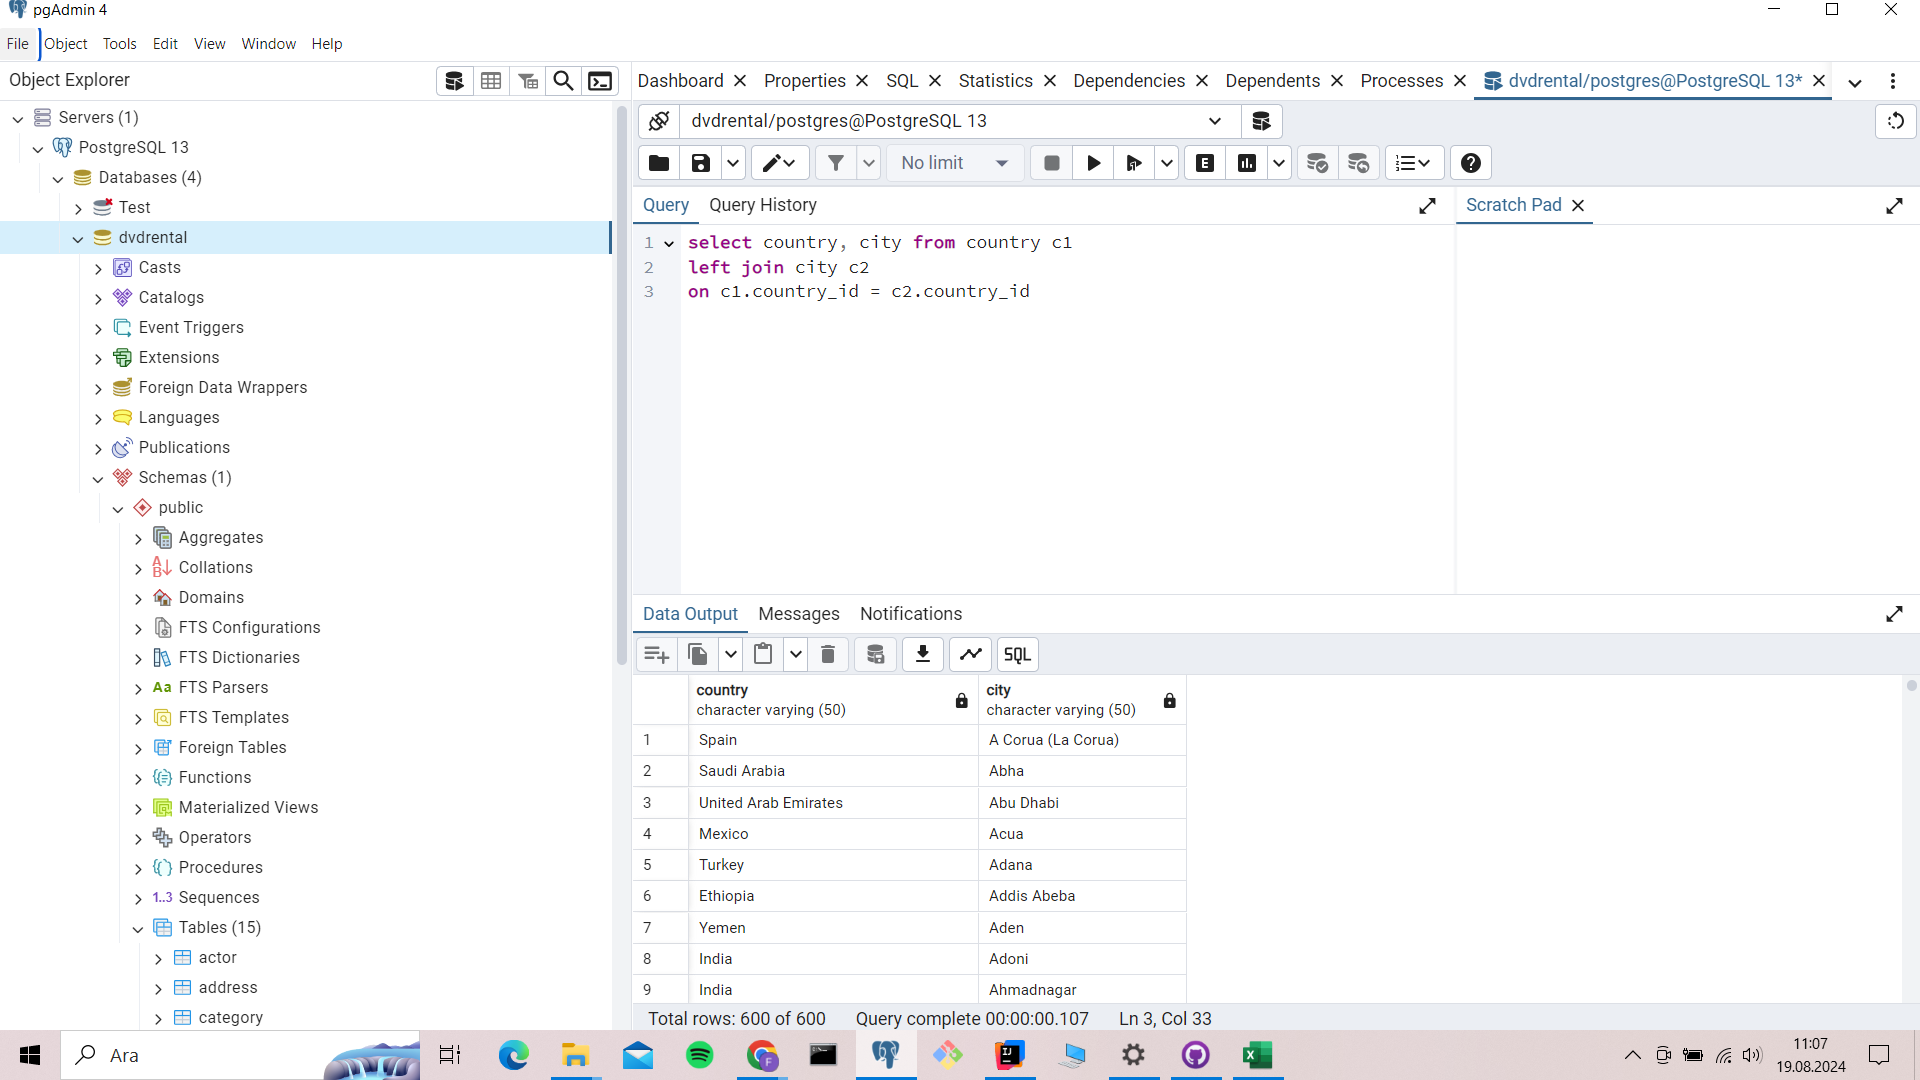 pgAdmin 4
File Object Tools Edit View Window Help
Object Explorer
Servers (1)
PostgreSQL 13
Databases (4)
Test
dvdrental
Casts
Catalogs
Event Triggers
Extensions
Foreign Data Wrappers
Languages
Publications
Schemas (1)
public
Aggregates
Collations
Domains
FTS Configurations
FTS Dictionaries
Aa FTS Parsers
FTS Templates
Foreign Tables
Functions
Materialized Views
Operators
Procedures
1..3 Sequences
Tables (15)
actor
address
category
Dashboard Properties SQL Statistics Dependencies Dependents Processes dvdrental/postgres@PostgreSQL 13*
dvdrental/postgres@PostgreSQL 13
No limit E
Query Query History Scratch Pad
1 select country, city from country c1
2 left join city c2
3 on c1.country_id = c2.country_id
Data Output Messages Notifications
SQL
country city
character varying (50) character varying (50)
1 Spain A Corua (La Corua)
2 Saudi Arabia Abha
3 United Arab Emirates Abu Dhabi
4 Mexico Acua
5 Turkey Adana
6 Ethiopia Addis Abeba
7 Yemen Aden
8 India Adoni
9 India Ahmadnagar
Total rows: 600 of 600 Query complete 00:00:00.107 Ln 3, Col 33
Ara
11:07
19.08.2024